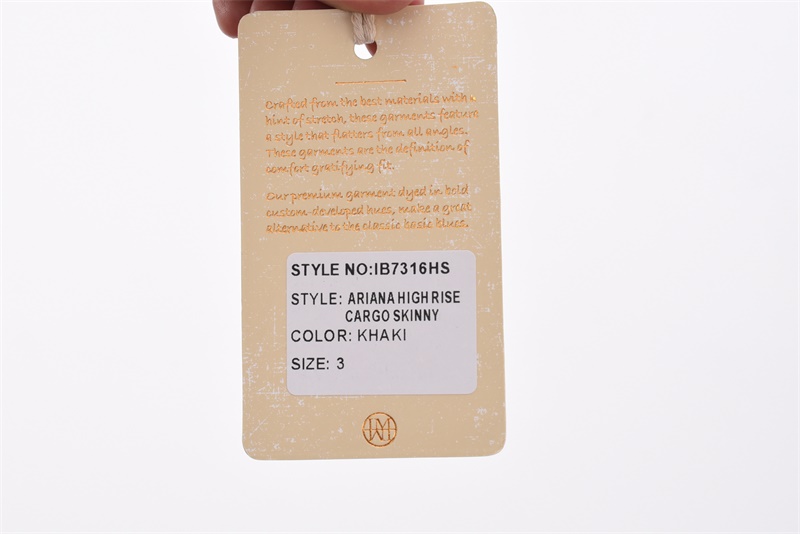 Crafted from the best materials with a
hint of stretch, these garments feature
a style that flatters from all angles.
These garments are the definition of
comfort gratifying fit.
Our premium garment dyed in bold
custom-developed hues, make a great
alternative to the classic basic blues.
STYLE NO:IB7316HS
STYLE: ARIANA HIGH RISE
CARGO SKINNY
COLOR: KHAKI
SIZE: 3